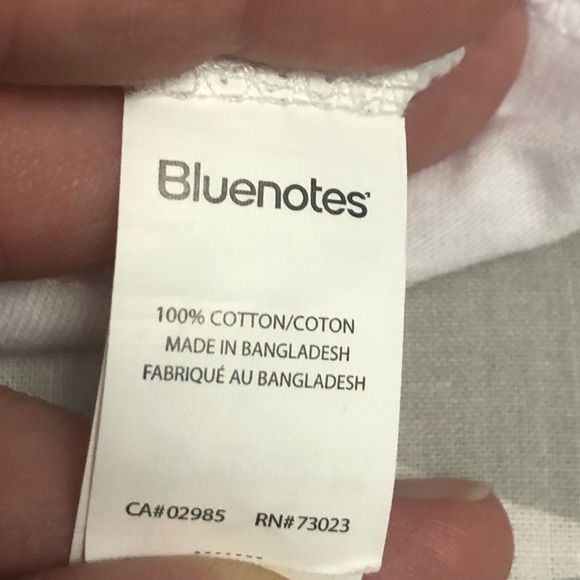 Bluenotes
100% COTTON/COTON
MADE IN BANGLADESH
FABRIQUÉ AU BANGLADESH
CA#02985 RN#73023